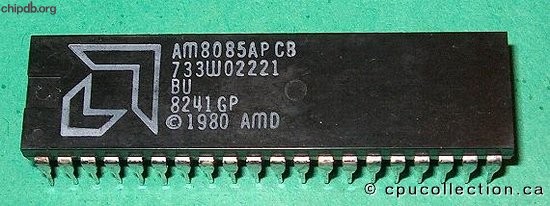 chipdb.org
AM8085APCB
733W02221
BU
8241GP
©1980 AMD
© cpucollection.ca